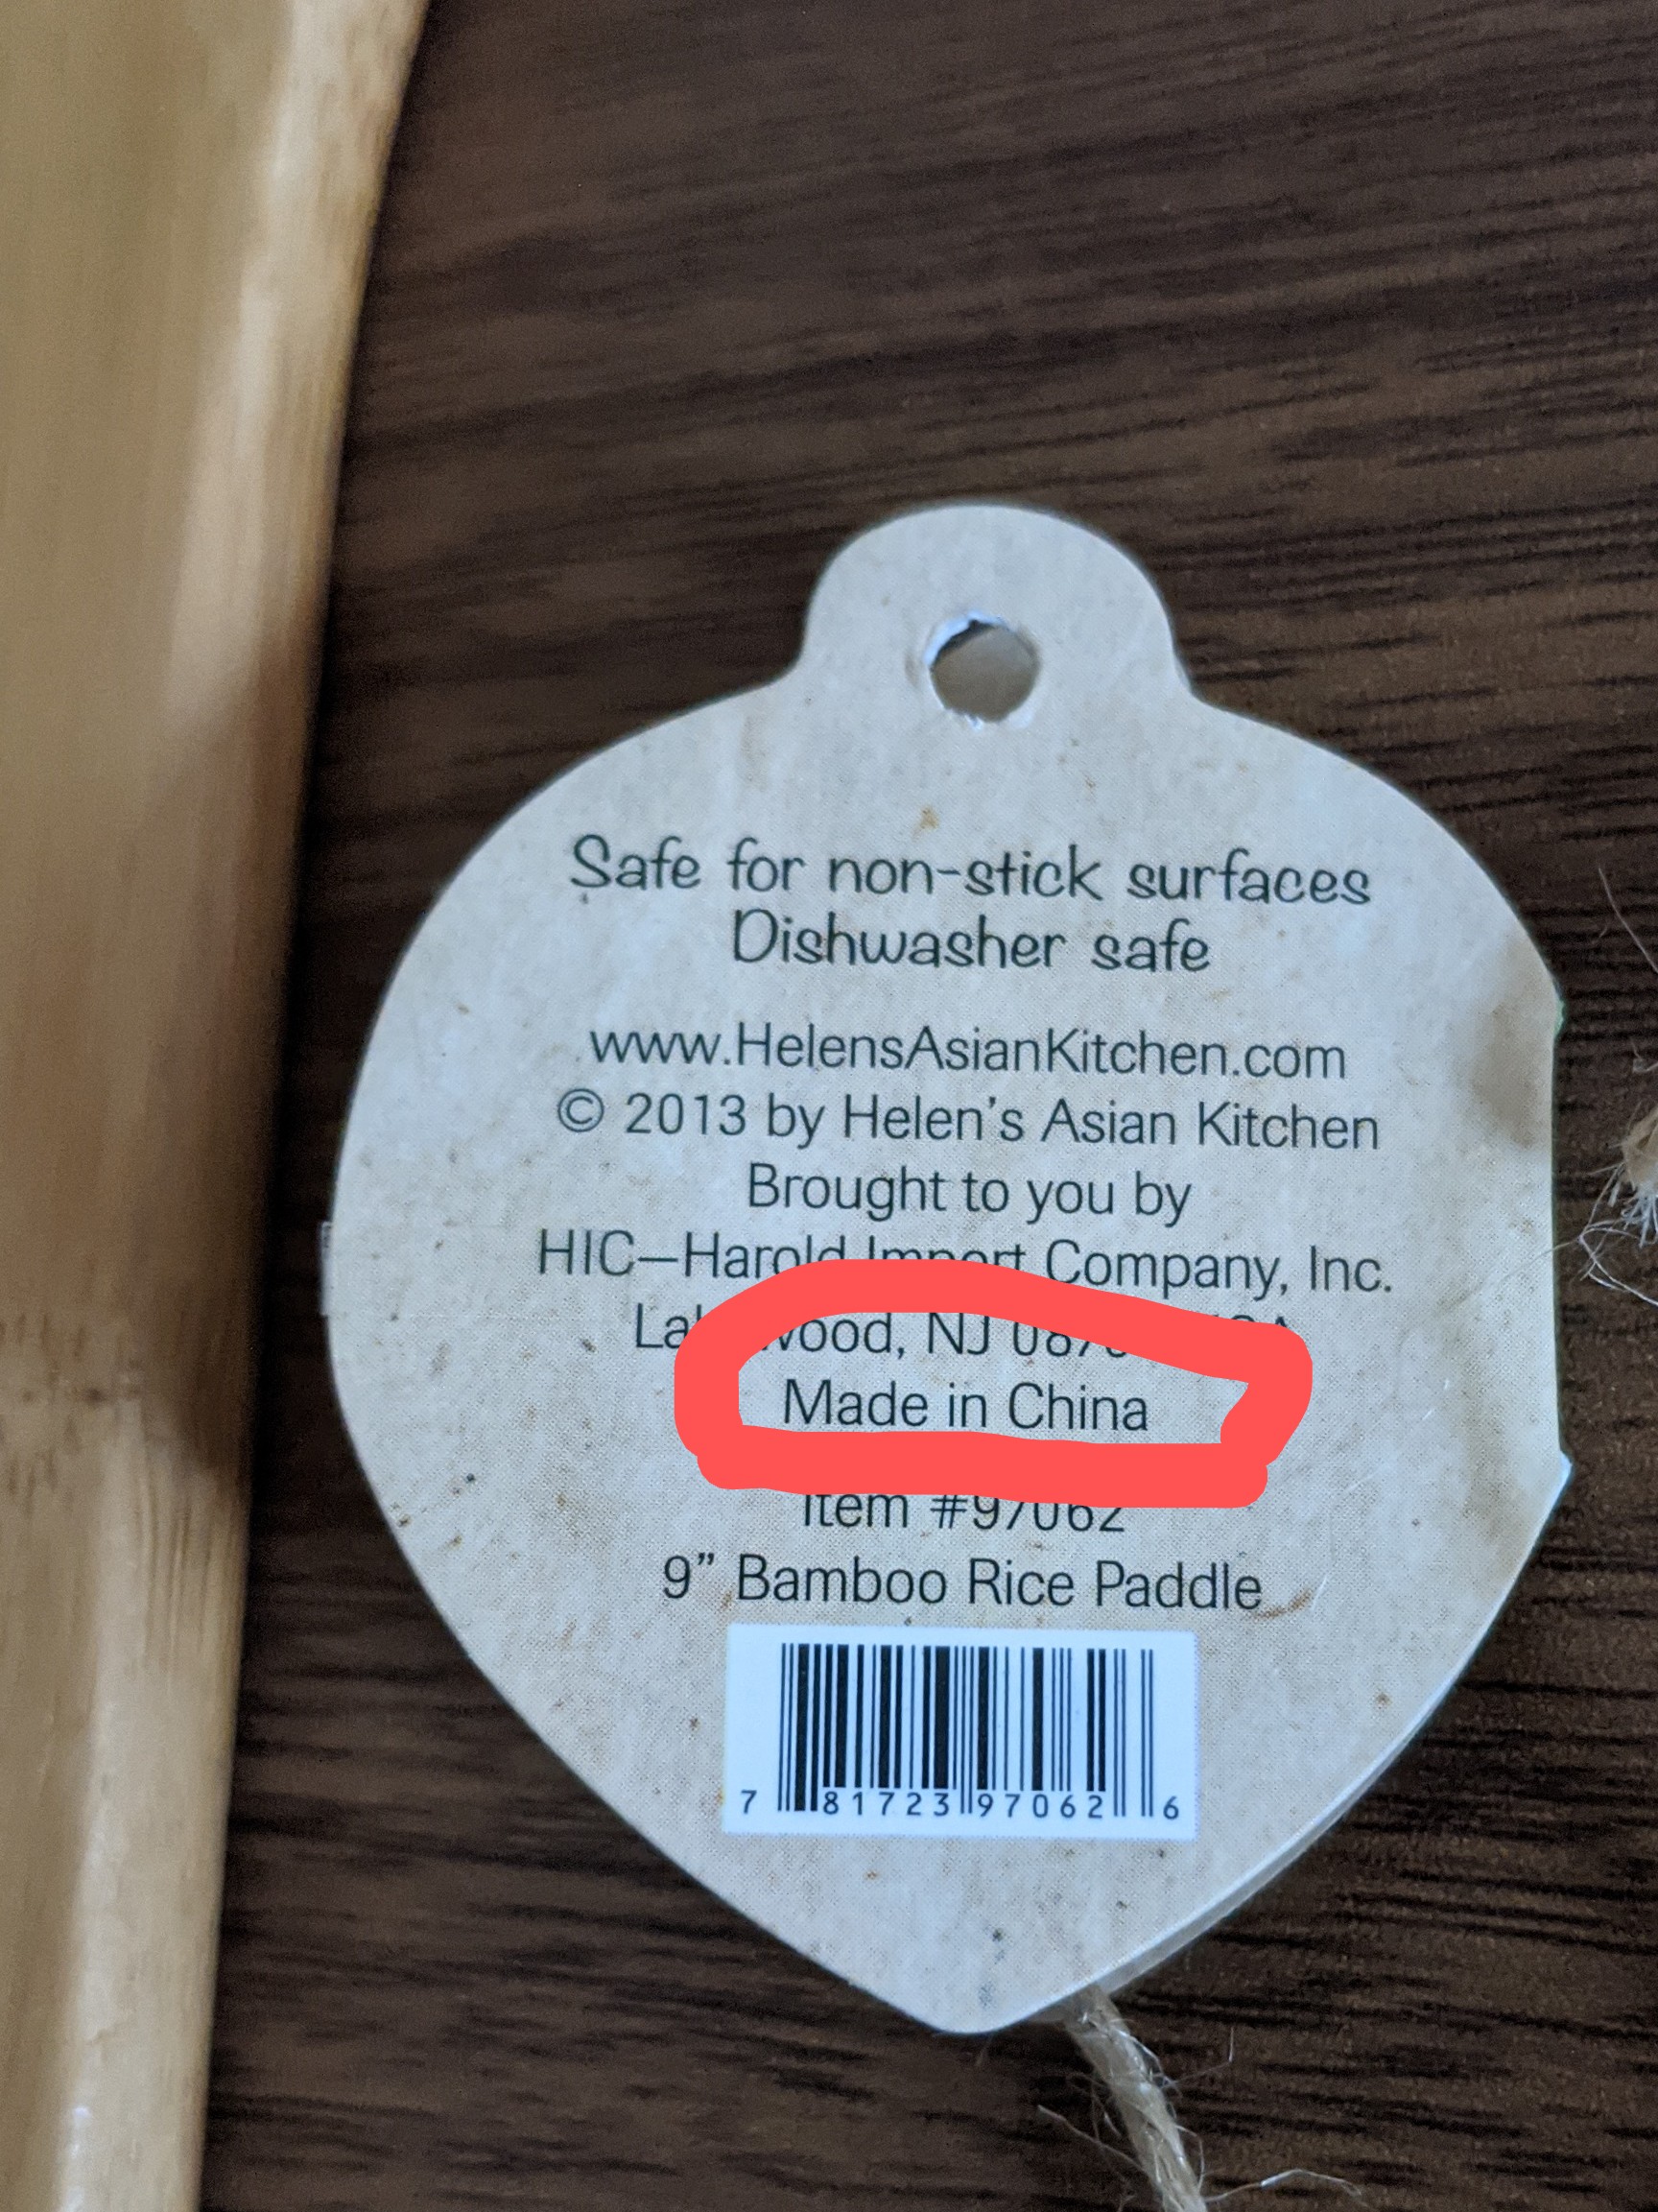 Safe for non-stick surfaces
Dishwasher safe
www.HelensAsianKitchen.com
© 2013 by Helen's Asian Kitchen
Brought to you by
HIC—Harold Import Company, Inc.
NJ
Made in China
Item #97062
9” Bamboo Rice Paddle
7 81723 97062 6